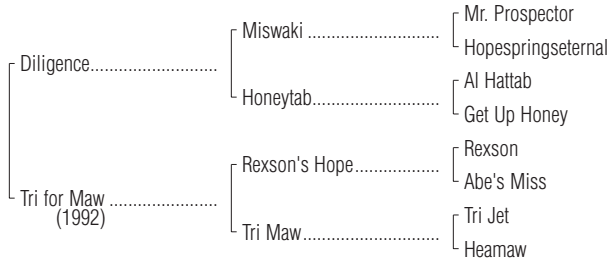 Mr. Prospector
Miswaki
Hopespringseternal
Diligence
Al Hattab
Honeytab
Get Up Honey
Rexson
Rexson's Hope
Abe's Miss
Tri for Maw
(1992)
Tri Jet
Tri Maw
Heamaw